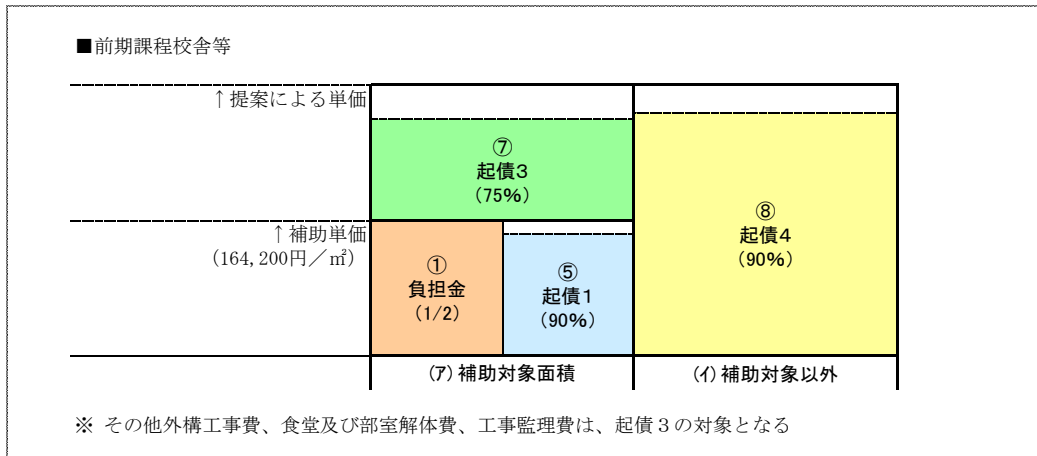 ■前期課程校舎等
↑提案による単価
⑦
起債3
(75%)
⑧
起債4
(90%)
↑補助単価
(164,200円／㎡)
①
負担金
(1/2)
⑤
起債1
(90%)
(ｱ)補助対象面積
(ｲ)補助対象以外
※ その他外構工事費、食堂及び部室解体費、工事監理費は、起債３の対象となる